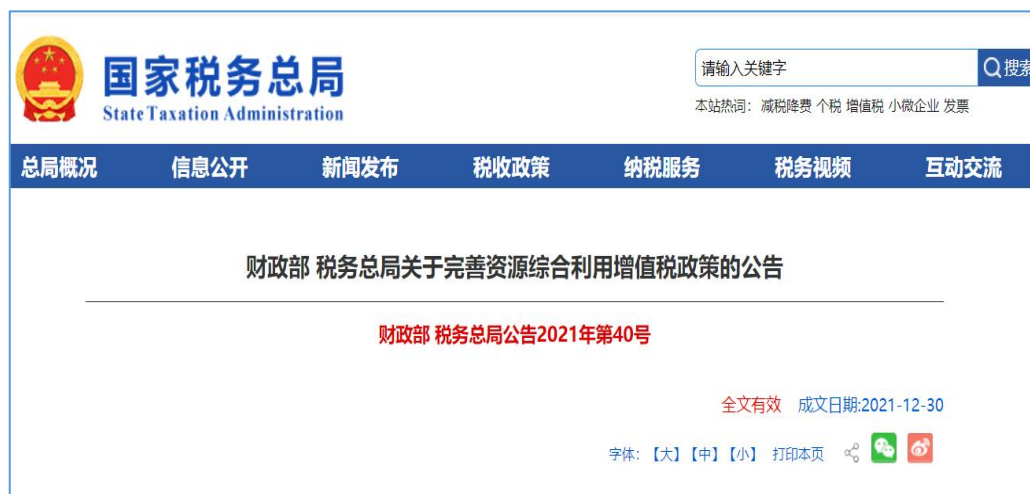 国家税务总局
State Taxation Administration
请输入关键字
搜索
本站热词：减税降费 个税 增值税 小微企业 发票
总局概况 信息公开 新闻发布 税收政策 纳税服务 税务视频 互动交流
财政部 税务总局关于完善资源综合利用增值税政策的公告
财政部 税务总局公告2021年第40号
全文有效 成文日期:2021-12-30
字体：【大】【中】【小】 打印本页